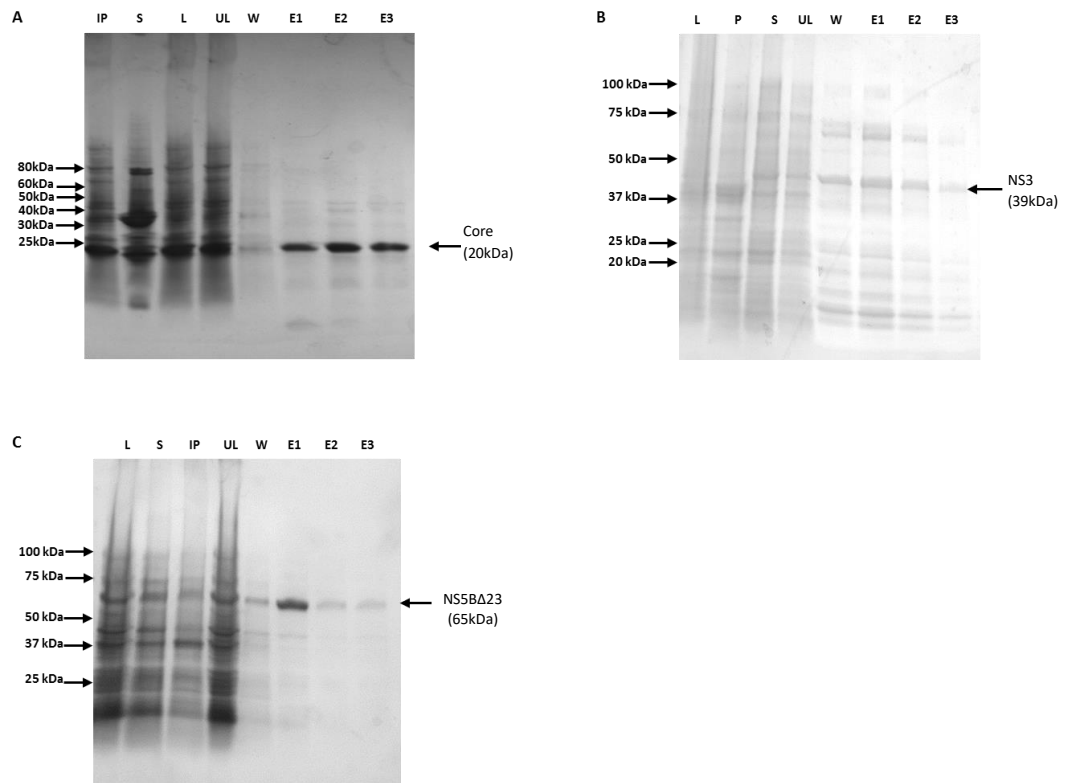 A
IP S L UL W E1 E2 E3
80kDa
60kDa
50kDa
40kDa
30kDa
25kDa
Core
(20kDa)
B
L P S UL W E1 E2 E3
100 kDa
75 kDa
50 kDa
37 kDa
25 kDa
20 kDa
NS3
(39kDa)
C
L S IP UL W E1 E2 E3
100 kDa
75 kDa
50 kDa
37 kDa
25 kDa
NS5BΔ23
(65kDa)